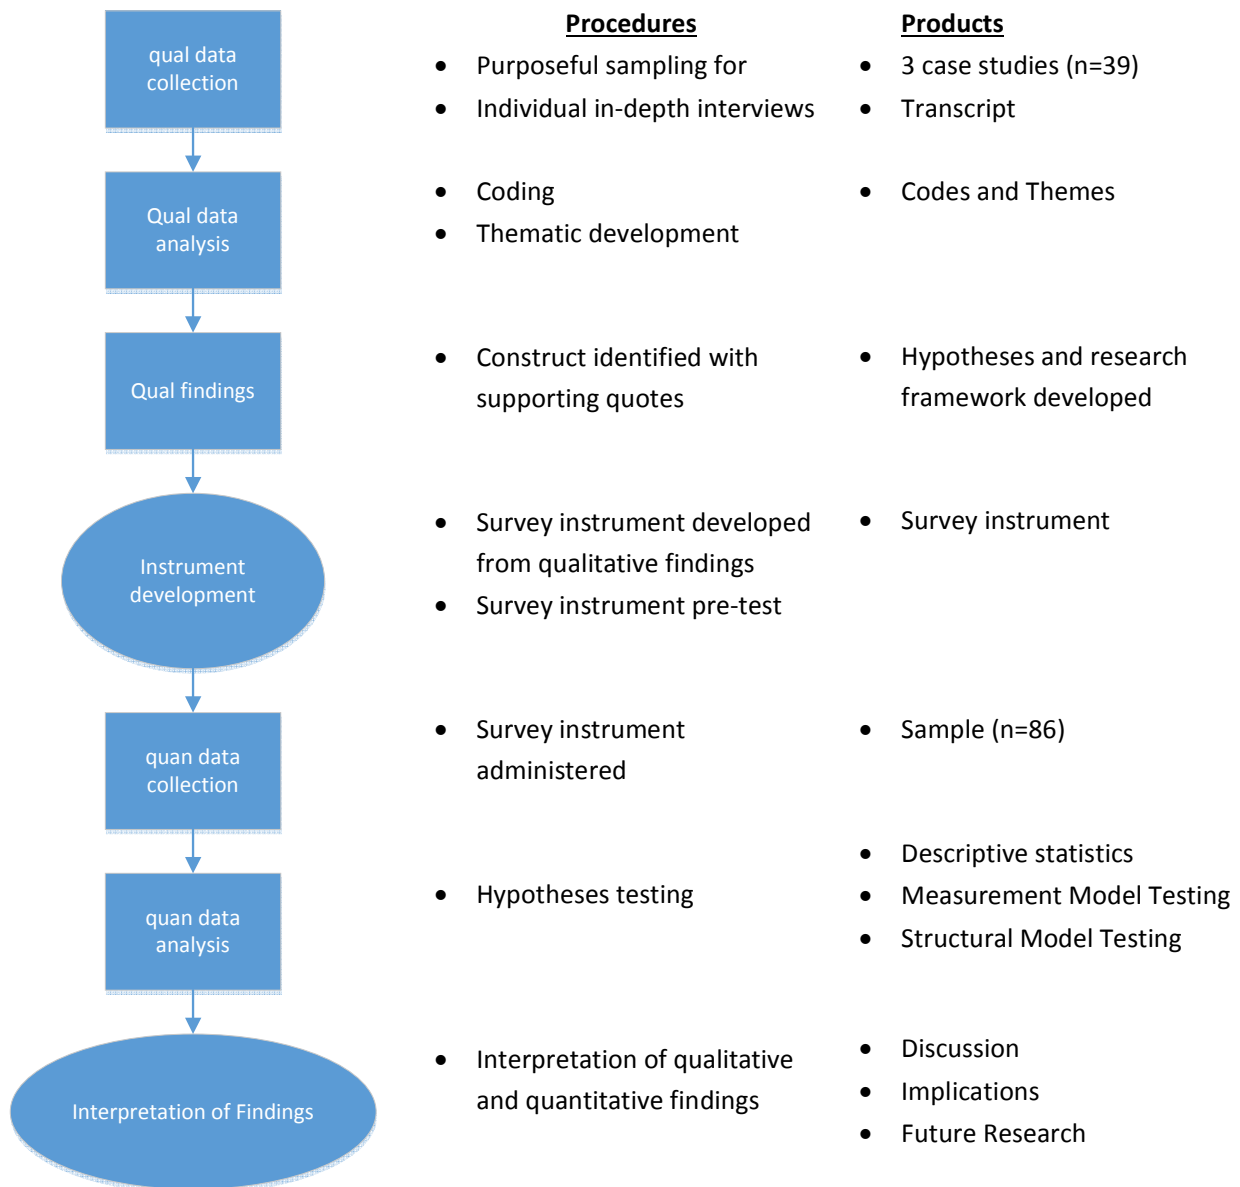 Procedures
Products
qual data
collection
• Purposeful sampling for
• Individual in-depth interviews
• 3 case studies (n=39)
• Transcript
Qual data
analysis
• Coding
• Thematic development
• Codes and Themes
Qual findings
• Construct identified with
supporting quotes
• Hypotheses and research
framework developed
Instrument
development
• Survey instrument developed
from qualitative findings
• Survey instrument pre-test
• Survey instrument
quan data
collection
• Survey instrument
administered
• Sample (n=86)
quan data
analysis
• Hypotheses testing
• Descriptive statistics
• Measurement Model Testing
• Structural Model Testing
Interpretation of Findings
• Interpretation of qualitative
and quantitative findings
• Discussion
• Implications
• Future Research